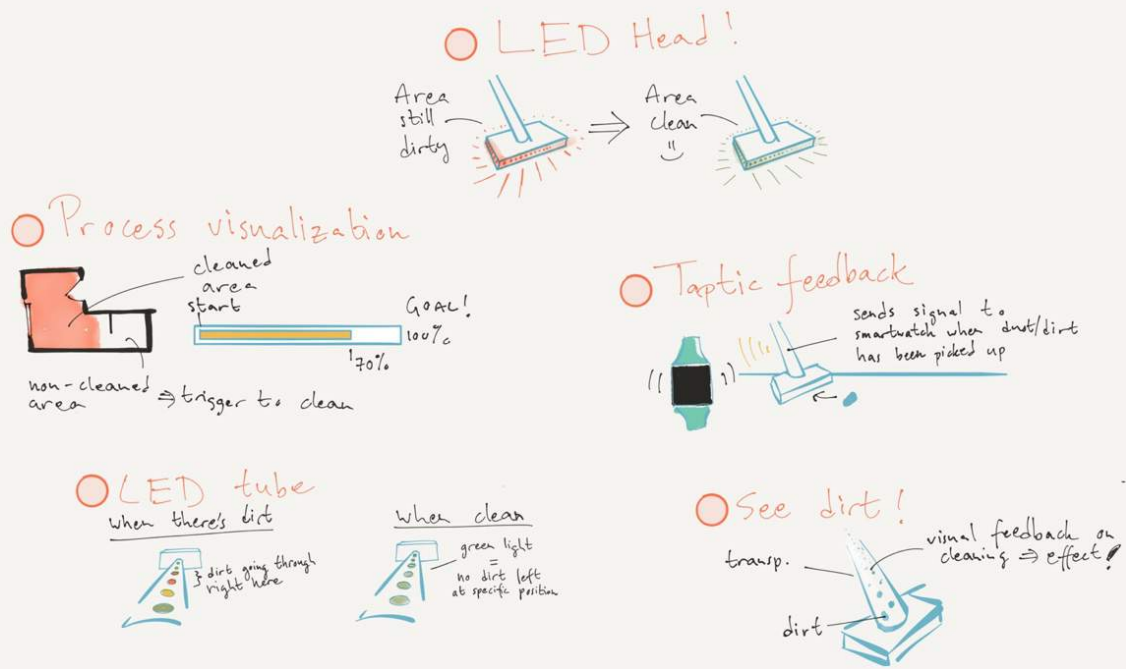 LED Head!
Area
still
dirty
⇒
Area
clean
Process visualization
cleaned
area
start
GOAL!
100%
70%
non-cleaned
area ⇒ trigger to clean
Taptic feedback
sends signal to
smartwatch when dust/dirt
has been picked up
LED tube
when there's dirt
} dirt going through
right here
when clean
green light
=
no dirt left
at specific position
See dirt!
transp.
visual feedback on
cleaning ⇒ effect!
dirt